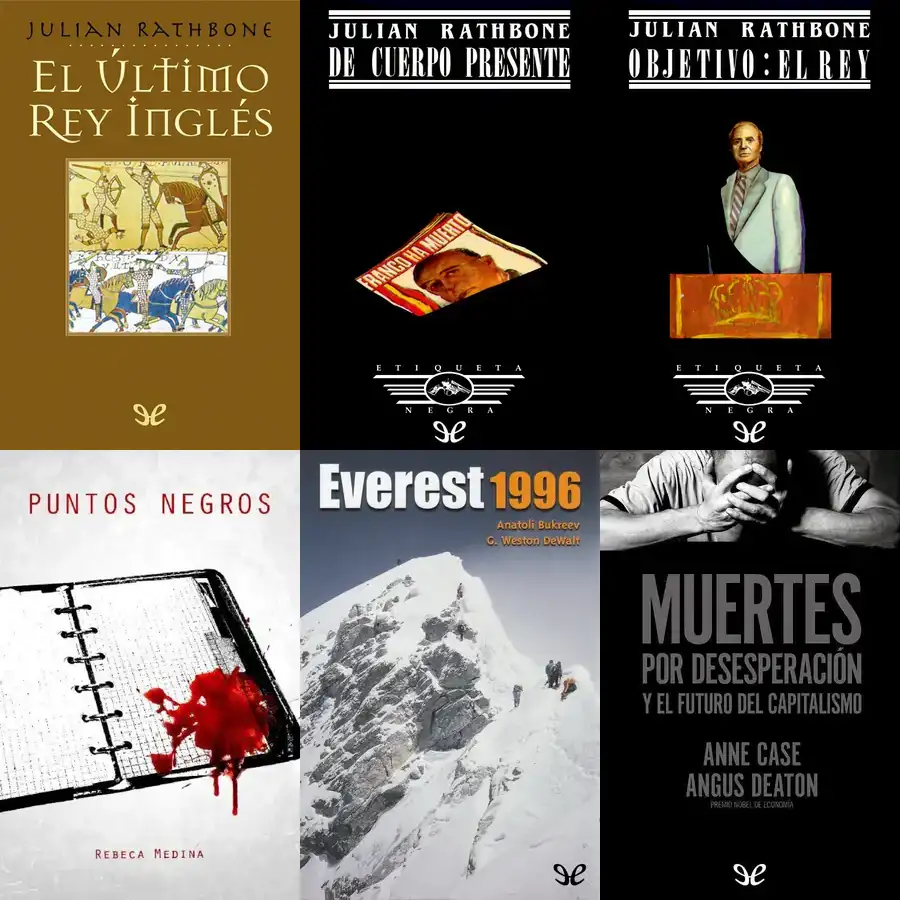 JULIAN RATHBONE
EL ÚLTIMO
REY INGLÉS
JULIAN RATHBONE
DE CUERPO PRESENTE
FRANCO HA MUERTO
ETIQUETA
NEGRA
JULIAN RATHBONE
OBJETIVO: EL REY
ETIQUETA
NEGRA
PUNTOS NEGROS
REBECA MEDINA
Everest 1996
Anatoli Bukreev
G. Weston DeWalt
MUERTES
POR DESESPERACIÓN
Y EL FUTURO DEL CAPITALISMO
ANNE CASE
ANGUS DEATON
PREMIO NOBEL DE ECONOMÍA